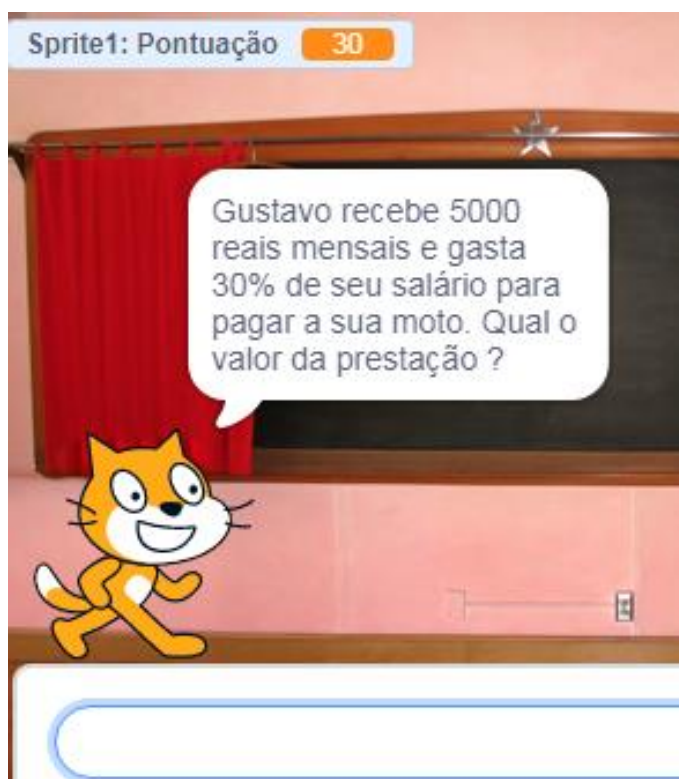 Sprite1: Pontuação 30
Gustavo recebe 5000
reais mensais e gasta
30% de seu salário para
pagar a sua moto. Qual o
valor da prestação ?